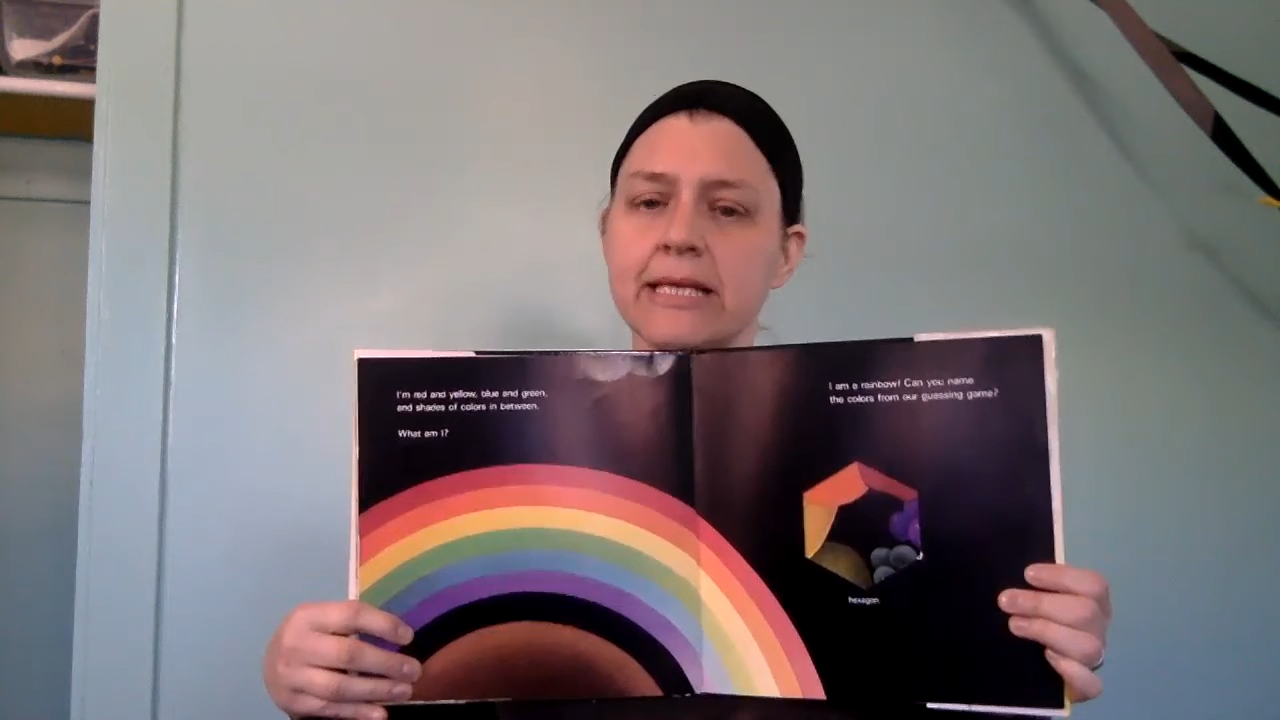 I'm red and yellow, blue and green,
and shades of colors in between.
What am I?
I am a rainbow! Can you name
the colors from our guessing game?
hexagon